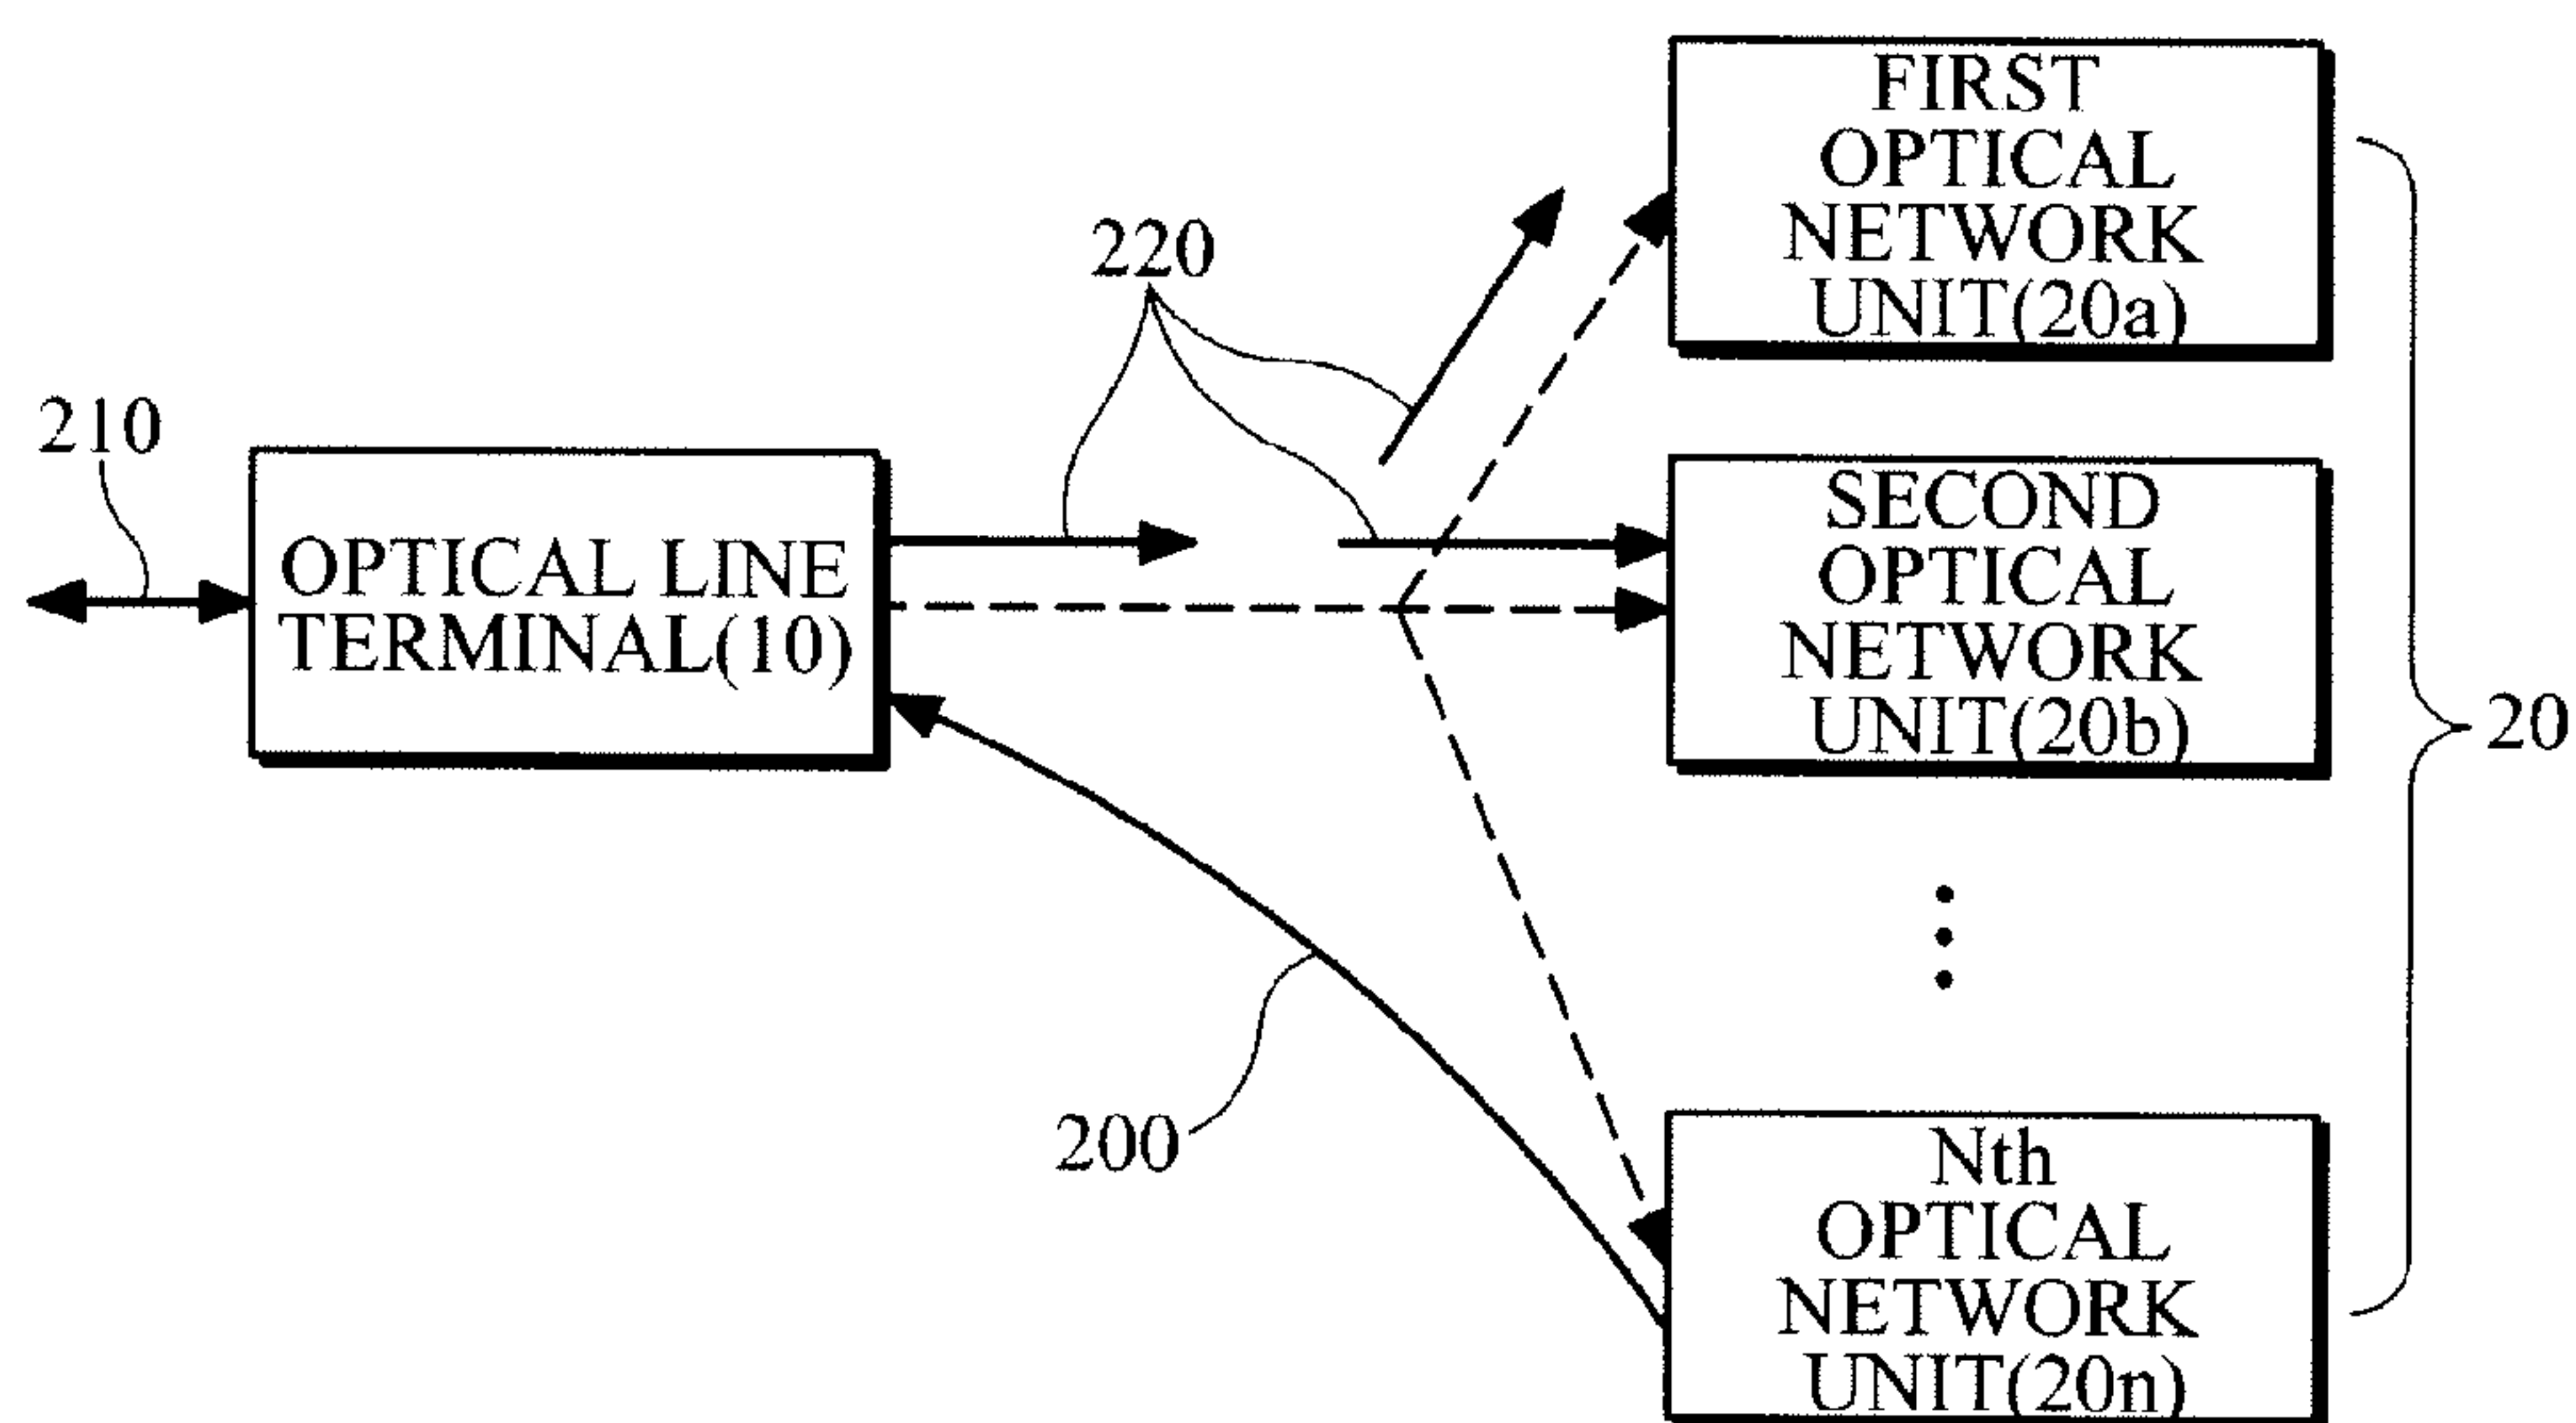 FIRST
OPTICAL
NETWORK
UNIT(20a)
220
210
OPTICAL LINE
TERMINAL(10)
SECOND
OPTICAL
NETWORK
UNIT(20b)
20
200
Nth
OPTICAL
NETWORK
UNIT(20n)